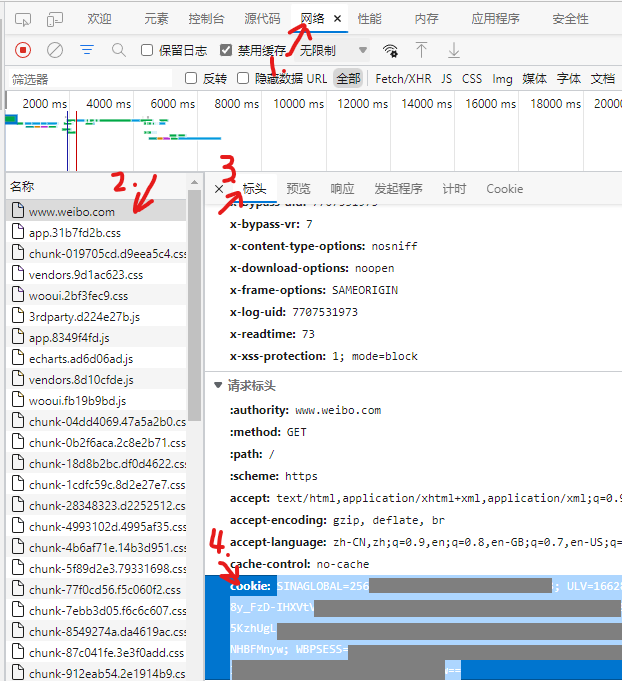 欢迎 元素 控制台 源代码 网络 × 性能 内存 应用程序 安全性
保留日志 禁用缓存 无限制
1.
筛选器 反转 隐藏数据 URL 全部 Fetch/XHR JS CSS Img 媒体 字体 文档
2000 ms 4000 ms 6000 ms 8000 ms 10000 ms 12000 ms 14000 ms 16000 ms 18000 ms 2000
2. 3.
名称
× 标头 预览 响应 发起程序 计时 Cookie
www.weibo.com
app.31b7fd2b.css
chunk-019705cd.d9eea5c4.css
vendors.9d1ac623.css
wooui.2bf3fec9.css
3rdparty.d224e27b.js
app.8349f4fd.js
echarts.ad6d06ad.js
vendors.8d10cfde.js
wooui.fb19b9bd.js
chunk-04dd4069.47a5a2b0.css
chunk-0b2f6aca.2c8e2b71.css
chunk-18d8b2bc.df0d4622.css
chunk-1cdfc59c.8d2e27e7.css
chunk-28348323.d2252512.css
chunk-4993102d.4995af35.css
chunk-4b6af71e.14b3d951.css
chunk-5f89d2e3.79331698.css
chunk-77f0cd56.f5c060f2.css
chunk-7ebb3d05.f6c6c607.css
chunk-8549274a.da4619ac.css
chunk-87c041fe.3e3f0add.css
chunk-912eab54.2e1914b9.css
x-bypass-uid: 7707531973
x-bypass-vr: 7
x-content-type-options: nosniff
x-download-options: noopen
x-frame-options: SAMEORIGIN
x-log-uid: 7707531973
x-readtime: 73
x-xss-protection: 1; mode=block
请求标头
:authority: www.weibo.com
:method: GET
:path: /
:scheme: https
accept: text/html,application/xhtml+xml,application/xml;q=0.9
accept-encoding: gzip, deflate, br
accept-language: zh-CN,zh;q=0.9,en;q=0.8,en-GB;q=0.7,en-US;q=
4.
cache-control: no-cache
cookie: SINAGLOBAL=256 ; ULV=16628
8y_FzD-IHXVtV
5KzhUgL
NHBFMnyw; WBPSESS=
==